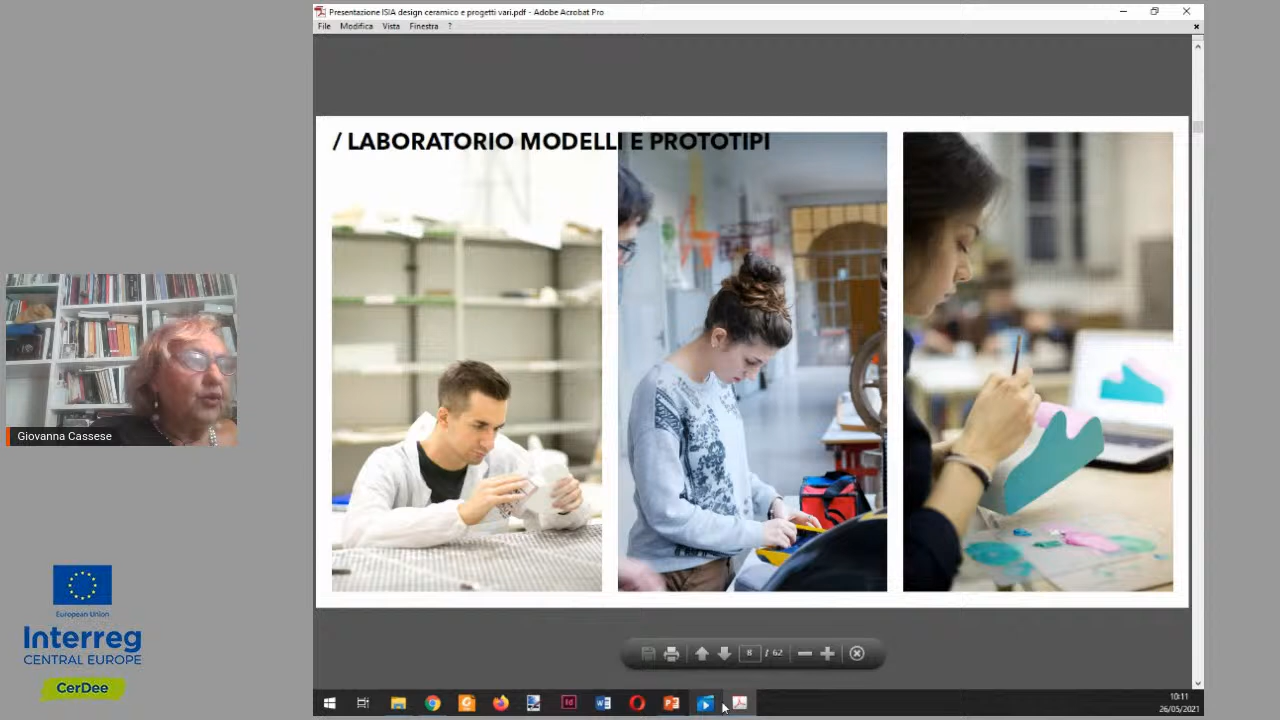 Presentazione ISIA design ceramico e progetti vari.pdf - Adobe Acrobat Pro
File Modifica Vista Finestra ?
/ LABORATORIO MODELLI E PROTOTIPI
Giovanna Cassese
European Union
Interreg
CENTRAL EUROPE
CerDee
8 / 62
10:11
26/05/2021